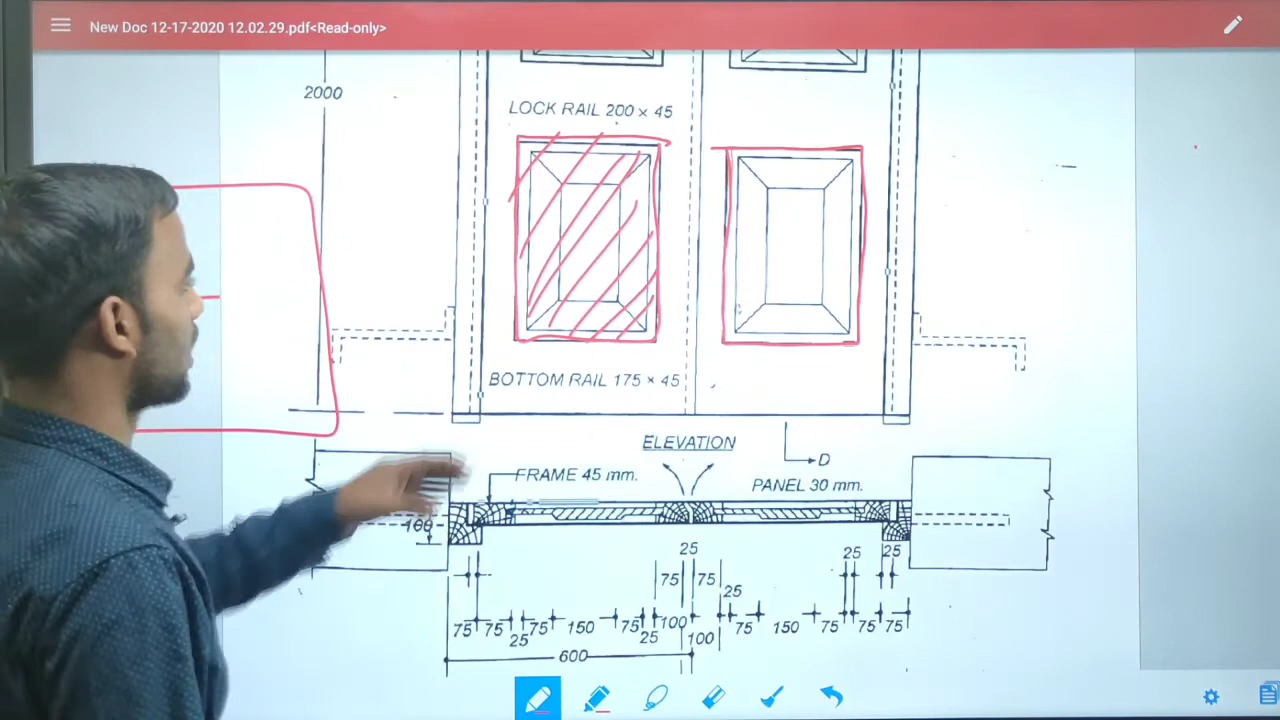 New Doc 12-17-2020 12.02.29.pdf<Read-only>
2000
LOCK RAIL 200 × 45
BOTTOM RAIL 175 × 45
ELEVATION
D
FRAME 45 mm.
PANEL 30 mm.
100
25
25 25
75 75
25
75 75 25 75 150 75 25 100 100 75 150 75 75 75
600